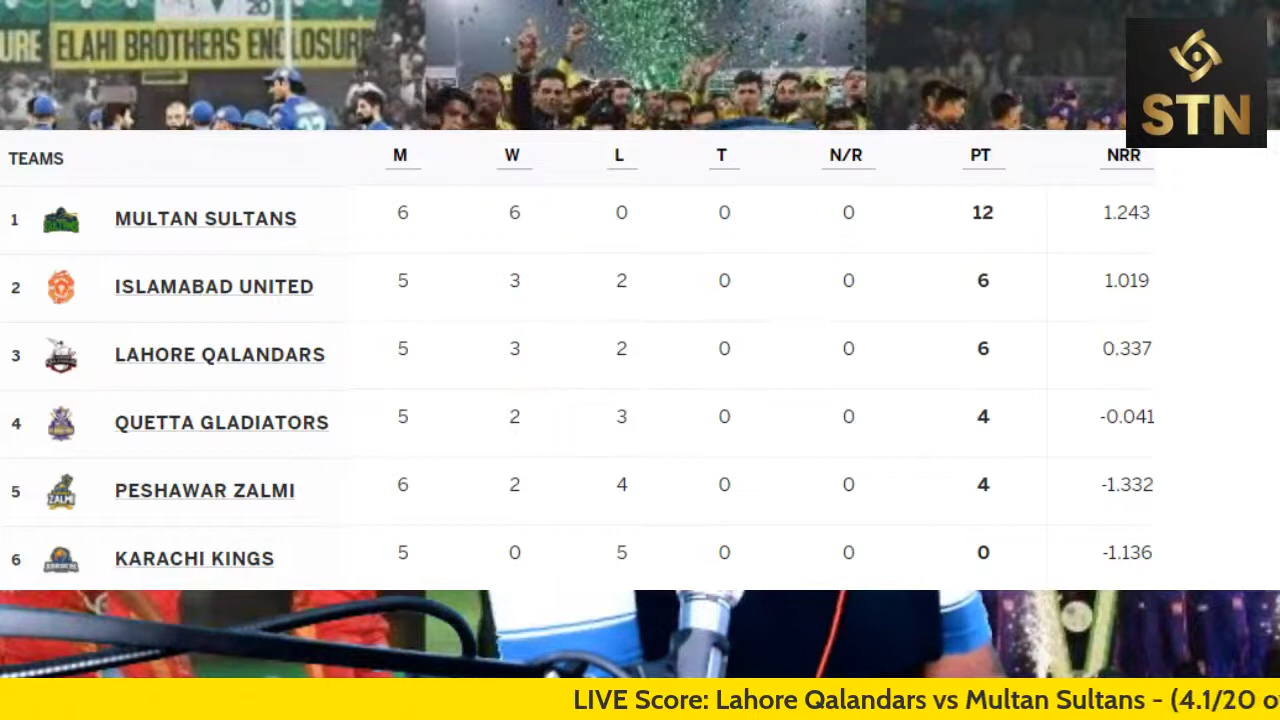 20
URE ELAHI BROTHERS ENCLOSUR
STN
TEAMS M W L T N/R PT NRR
1 MULTAN SULTANS 6 6 0 0 0 12 1.243
2 ISLAMABAD UNITED 5 3 2 0 0 6 1.019
3 LAHORE QALANDARS 5 3 2 0 0 6 0.337
4 QUETTA GLADIATORS 5 2 3 0 0 4 -0.041
5 ZALMI PESHAWAR ZALMI 6 2 4 0 0 4 -1.332
6 KARACHI KINGS 5 0 5 0 0 0 -1.136
LIVE Score: Lahore Qalandars vs Multan Sultans - (4.1/20 o